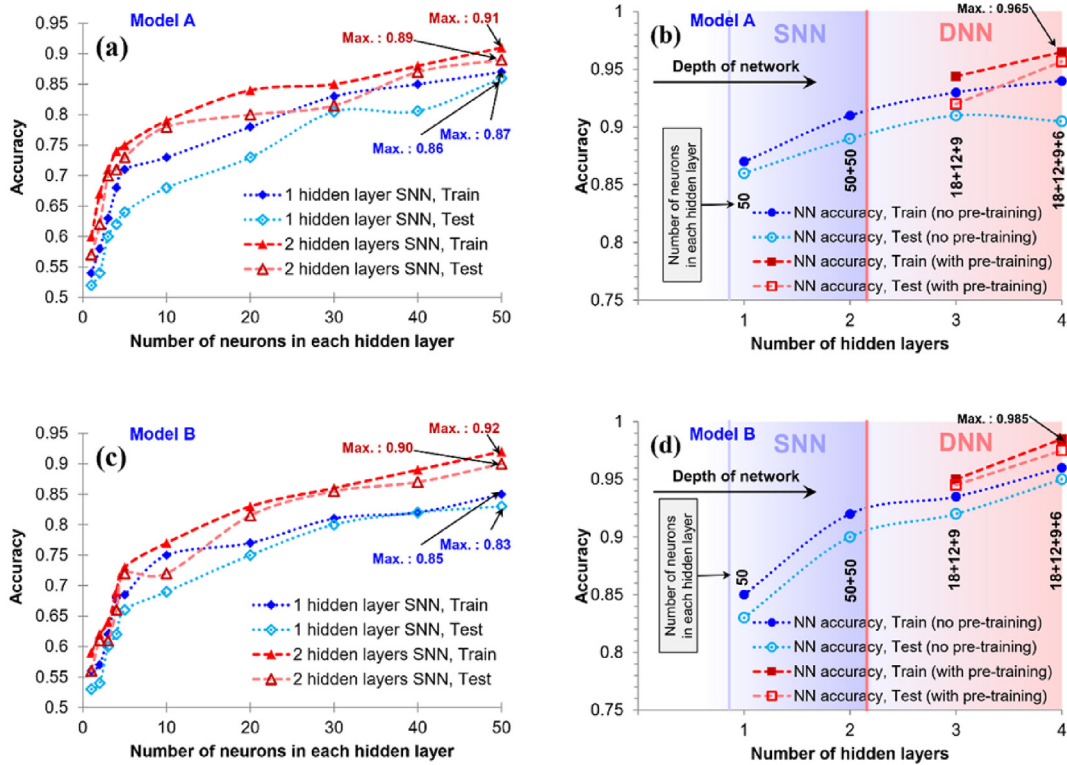 Model A
(a)
Max. : 0.91
Max. : 0.89
Max. : 0.87
Max. : 0.86
Accuracy
0.95
0.9
0.85
0.8
0.75
0.7
0.65
0.6
0.55
0.5
1 hidden layer SNN, Train
1 hidden layer SNN, Test
2 hidden layers SNN, Train
2 hidden layers SNN, Test
0 10 20 30 40 50
Number of neurons in each hidden layer
Model A
(b)
SNN
DNN
Max. : 0.965
Depth of network
Accuracy
1
0.95
0.9
0.85
0.8
0.75
Number of neurons
in each hidden layer
50
50+50
18+12+9
18+12+9+6
NN accuracy, Train (no pre-training)
NN accuracy, Test (no pre-training)
NN accuracy, Train (with pre-training)
NN accuracy, Test (with pre-training)
0 1 2 3 4
Number of hidden layers
Model B
(c)
Max. : 0.92
Max. : 0.90
Max. : 0.83
Max. : 0.85
Accuracy
0.95
0.9
0.85
0.8
0.75
0.7
0.65
0.6
0.55
0.5
1 hidden layer SNN, Train
1 hidden layer SNN, Test
2 hidden layers SNN, Train
2 hidden layers SNN, Test
0 10 20 30 40 50
Number of neurons in each hidden layer
Model B
(d)
SNN
DNN
Max. : 0.985
Depth of network
Accuracy
1
0.95
0.9
0.85
0.8
0.75
Number of neurons
in each hidden layer
50
50+50
18+12+9
18+12+9+6
NN accuracy, Train (no pre-training)
NN accuracy, Test (no pre-training)
NN accuracy, Train (with pre-training)
NN accuracy, Test (with pre-training)
0 1 2 3 4
Number of hidden layers